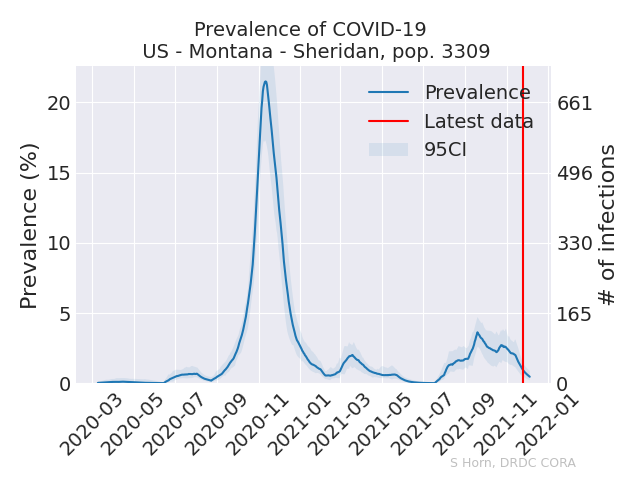 Prevalence of COVID-19
US - Montana - Sheridan, pop. 3309
Prevalence
Latest data
95CI
Prevalence (%)
20
15
10
5
0
661
496
330
165
0
# of infections
2020-03
2020-05
2020-07
2020-09
2020-11
2021-01
2021-03
2021-05
2021-07
2021-09
2021-11
2022-01
S Horn, DRDC CORA